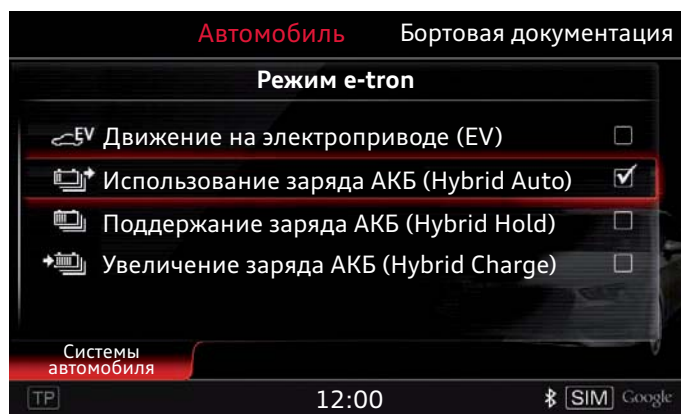 Автомобиль Бортовая документация
Режим e-tron
EV Движение на электроприводе (EV)
Использование заряда АКБ (Hybrid Auto)
Поддержание заряда АКБ (Hybrid Hold)
Увеличение заряда АКБ (Hybrid Charge)
Системы
автомобиля
TP 12:00 SIM Google